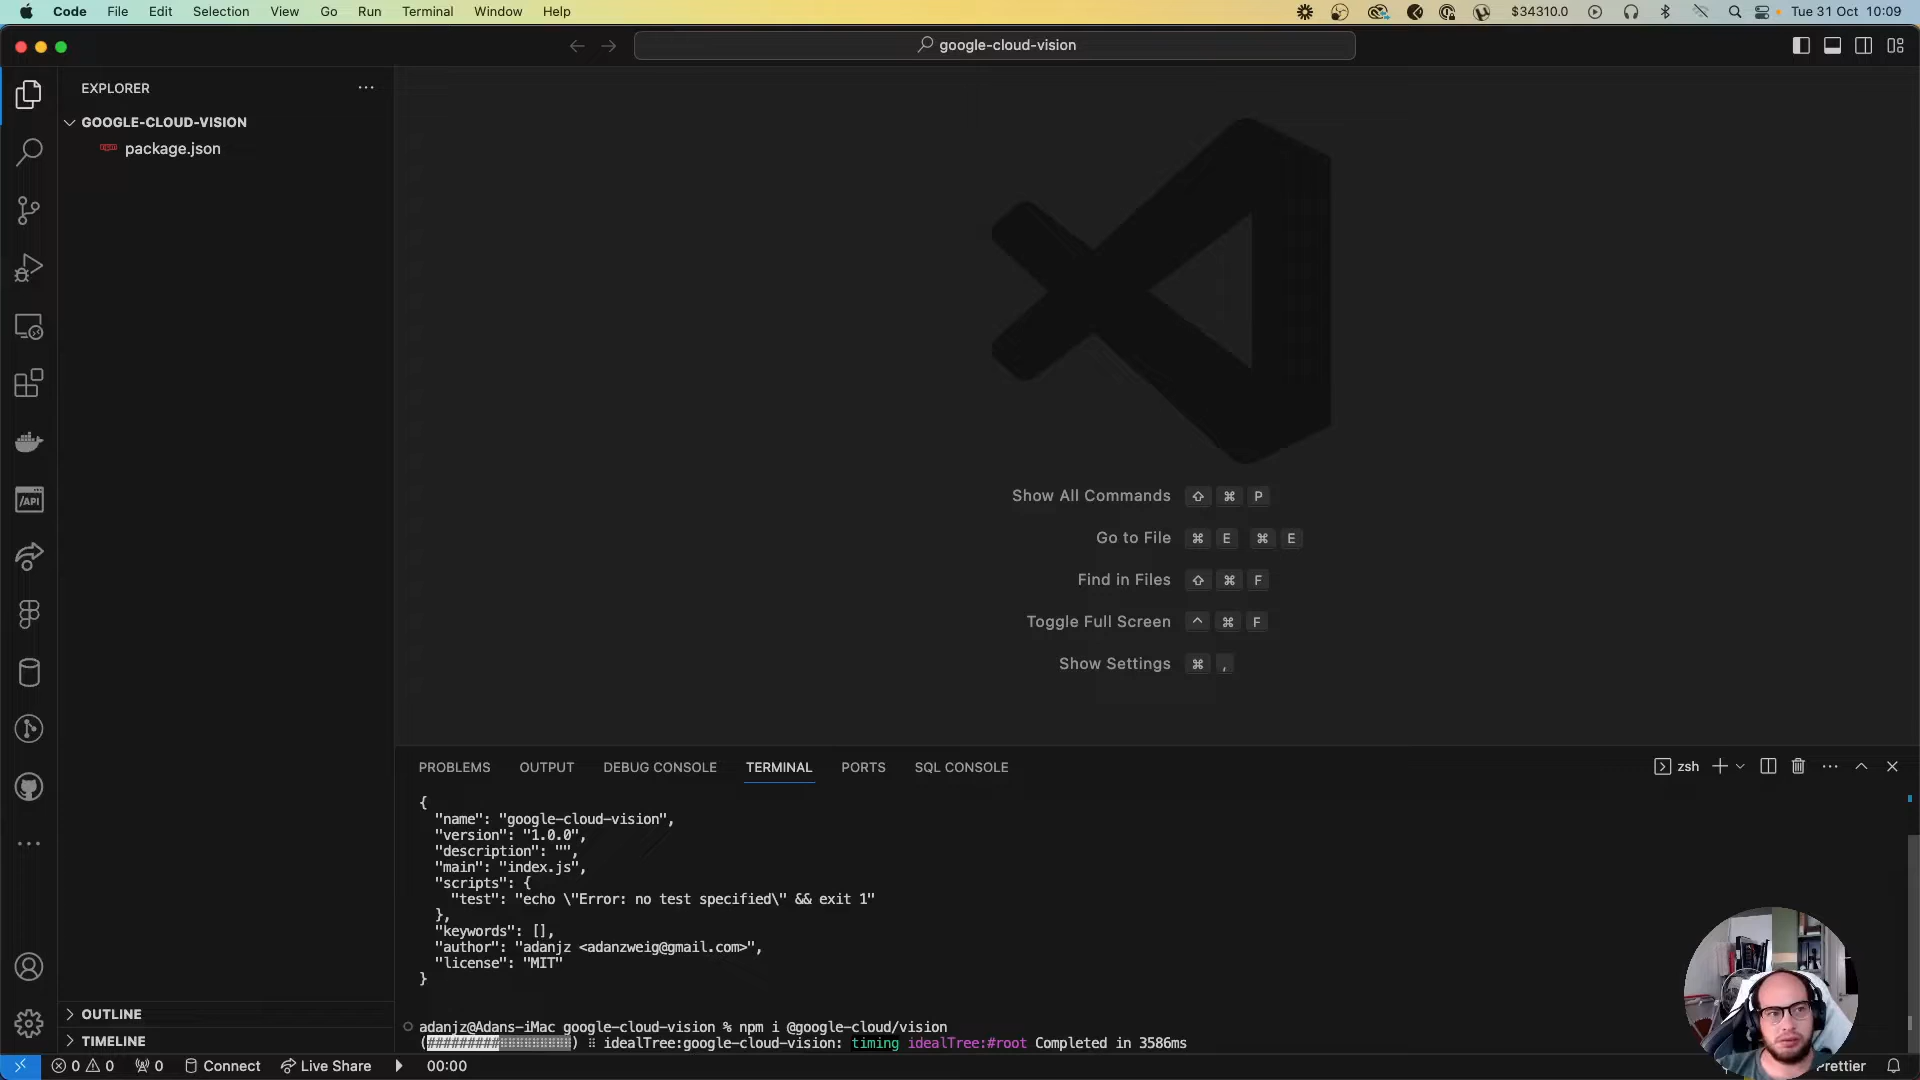 Code File Edit Selection View Go Run Terminal Window Help $34310.0 Tue 31 Oct 10:09
google-cloud-vision
EXPLORER
GOOGLE-CLOUD-VISION
package.json
Show All Commands ⇧ ⌘ P
Go to File ⌘ E ⌘ E
Find in Files ⇧ ⌘ F
Toggle Full Screen ^ ⌘ F
Show Settings ⌘ ,
/API
PROBLEMS OUTPUT DEBUG CONSOLE TERMINAL PORTS SQL CONSOLE zsh
{
"name": "google-cloud-vision",
"version": "1.0.0",
"description": "",
"main": "index.js",
"scripts": {
"test": "echo \"Error: no test specified\" && exit 1"
},
"keywords": [],
"author": "adanjz <adanzweig@gmail.com>",
"license": "MIT"
}
adanjz@Adans-iMac google-cloud-vision % npm i @google-cloud/vision
(#########⠂⠂⠂⠂⠂⠂⠂⠂⠂) ⠸ idealTree:google-cloud-vision: timing idealTree:#root Completed in 3586ms
OUTLINE
TIMELINE
0 0 0 Connect Live Share 00:00 Prettier